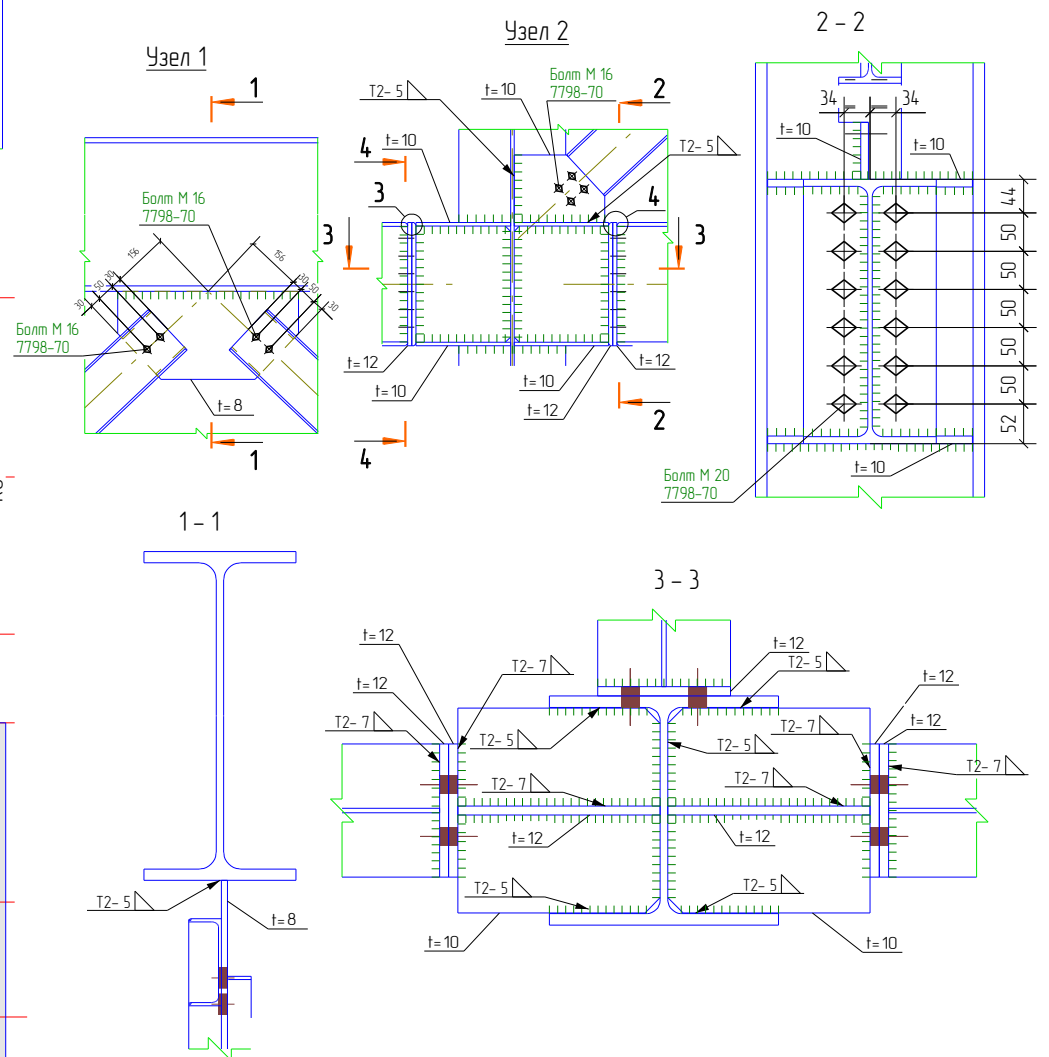 Узел 1
1
Болт М 16
7798-70
156
156
30
50
30
30
50
30
Болт М 16
7798-70
t=8
1
Узел 2
Болт М 16
7798-70
2
Т2- 5
t=10
Т2- 5
t=10
4
3
4
3
3
t=12
t=10
t=10
t=12
t=12
2
4
2 - 2
34
34
t=10
t=10
44
50
50
50
50
50
52
Болт М 20
7798-70
t=10
1 - 1
Т2- 5
t=8
3 - 3
t=12
t=12
Т2- 7
Т2- 7
Т2- 5
t=12
Т2- 5
t=12
t=12
Т2- 7
Т2- 5
Т2- 7
Т2- 7
Т2- 7
t=12
t=12
Т2- 5
Т2- 5
t=10
t=10